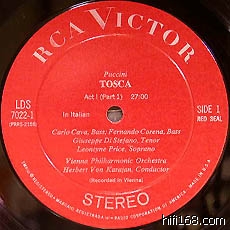 RCA VICTOR
Puccini
TOSCA
Act I (Part 1) 27:00
LDS
7022-1
In Italian
SIDE 1
RED SEAL
Carlo Cava, Bass; Fernando Corena, Bass
Giuseppe Di Stefano, Tenor
Leontyne Price, Soprano
Vienna Philharmonic Orchestra
Herbert Von Karajan, Conductor
(Recorded in Vienna)
STEREO
hifi168.com